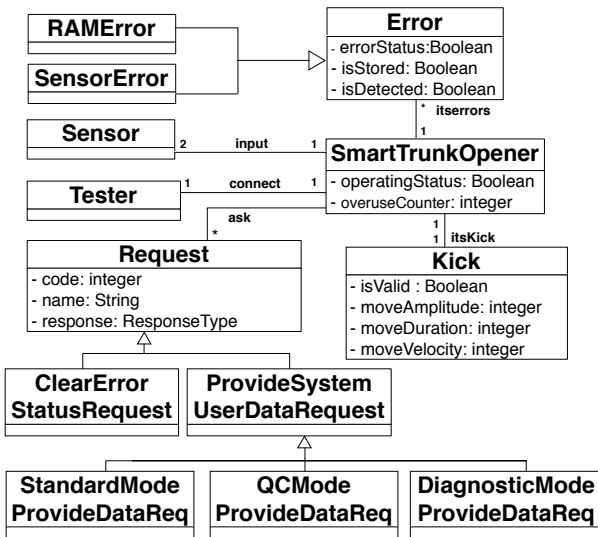 RAMError
SensorError
Error
- errorStatus:Boolean
- isStored: Boolean
- isDetected: Boolean
* itserrors
1
Sensor
2 input 1
Tester
1 connect 1
ask
*
SmartTrunkOpener
- operatingStatus: Boolean
- overuseCounter: integer
1
1 itsKick
Request
- code: integer
- name: String
- response: ResponseType
Kick
- isValid : Boolean
- moveAmplitude: integer
- moveDuration: integer
- moveVelocity: integer
ClearError
StatusRequest
ProvideSystem
UserDataRequest
StandardMode
ProvideDataReq
QCMode
ProvideDataReq
DiagnosticMode
ProvideDataReq